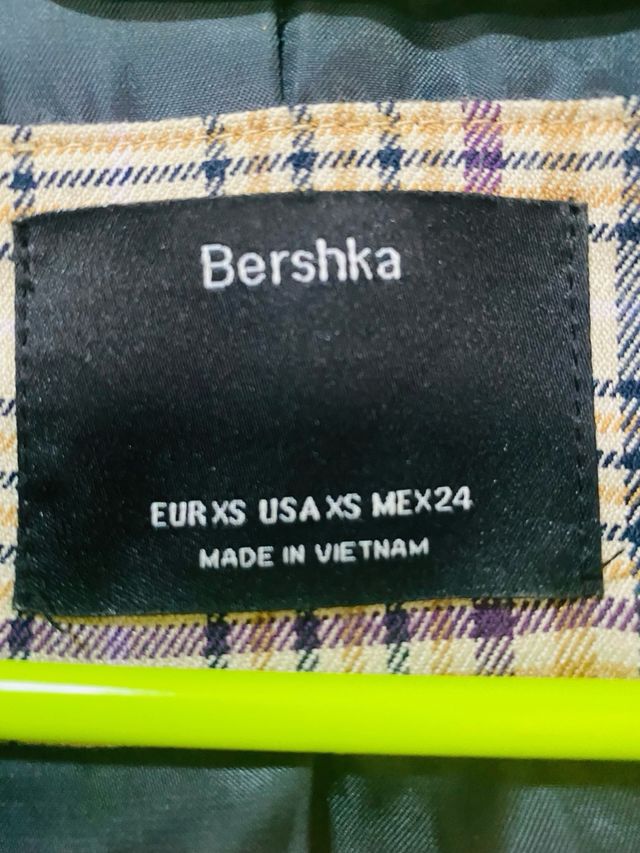 Bershka
EUR XS USA XS MEX 24
MADE IN VIETNAM